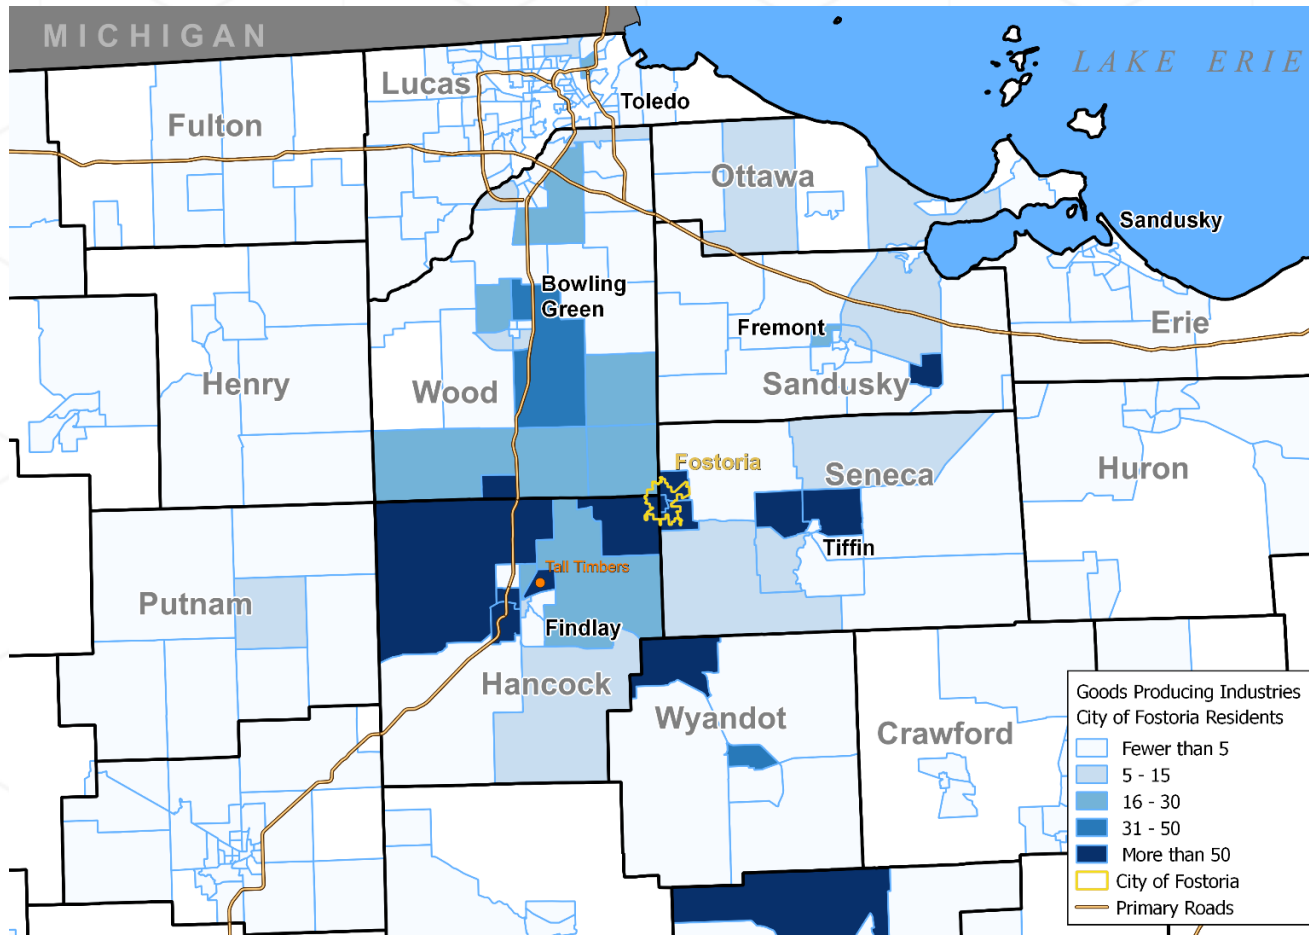 MICHIGAN
LAKE ERIE
Lucas
Toledo
Fulton
Ottawa
Sandusky
Bowling
Green
Fremont
Erie
Henry
Wood
Sandusky
Fostoria
Seneca
Huron
Tiffin
Tall Timbers
Putnam
Findlay
Hancock
Wyandot
Crawford
Goods Producing Industries
City of Fostoria Residents
Fewer than 5
5 - 15
16 - 30
31 - 50
More than 50
City of Fostoria
Primary Roads